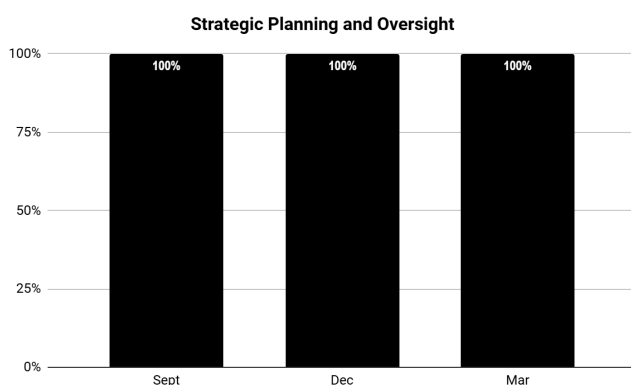 Strategic Planning and Oversight
100%
100%
100%
100%
75%
50%
25%
0%
Sept
Dec
Mar